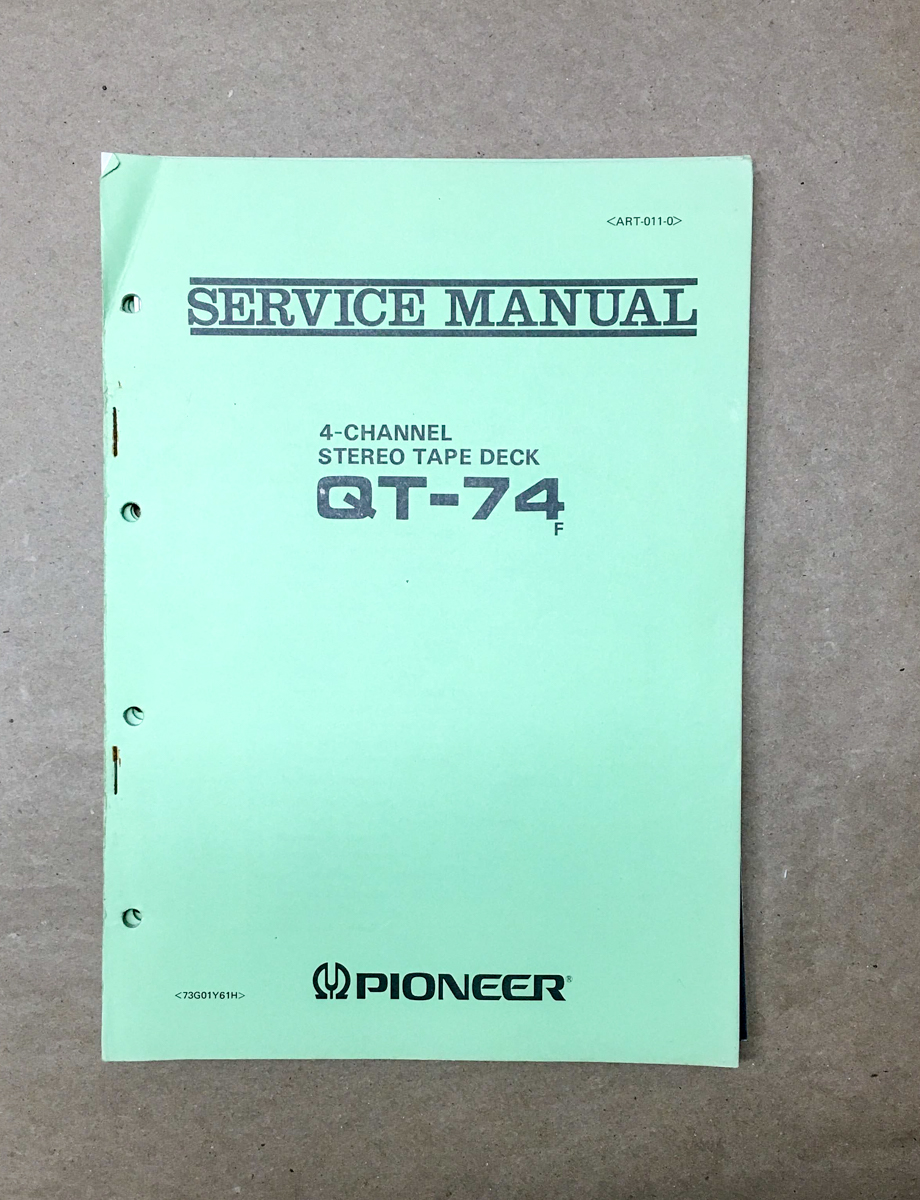 <ART-011-0>
SERVICE MANUAL
4-CHANNEL
STEREO TAPE DECK
QT-74
F
<73G01Y61H>
PIONEER®